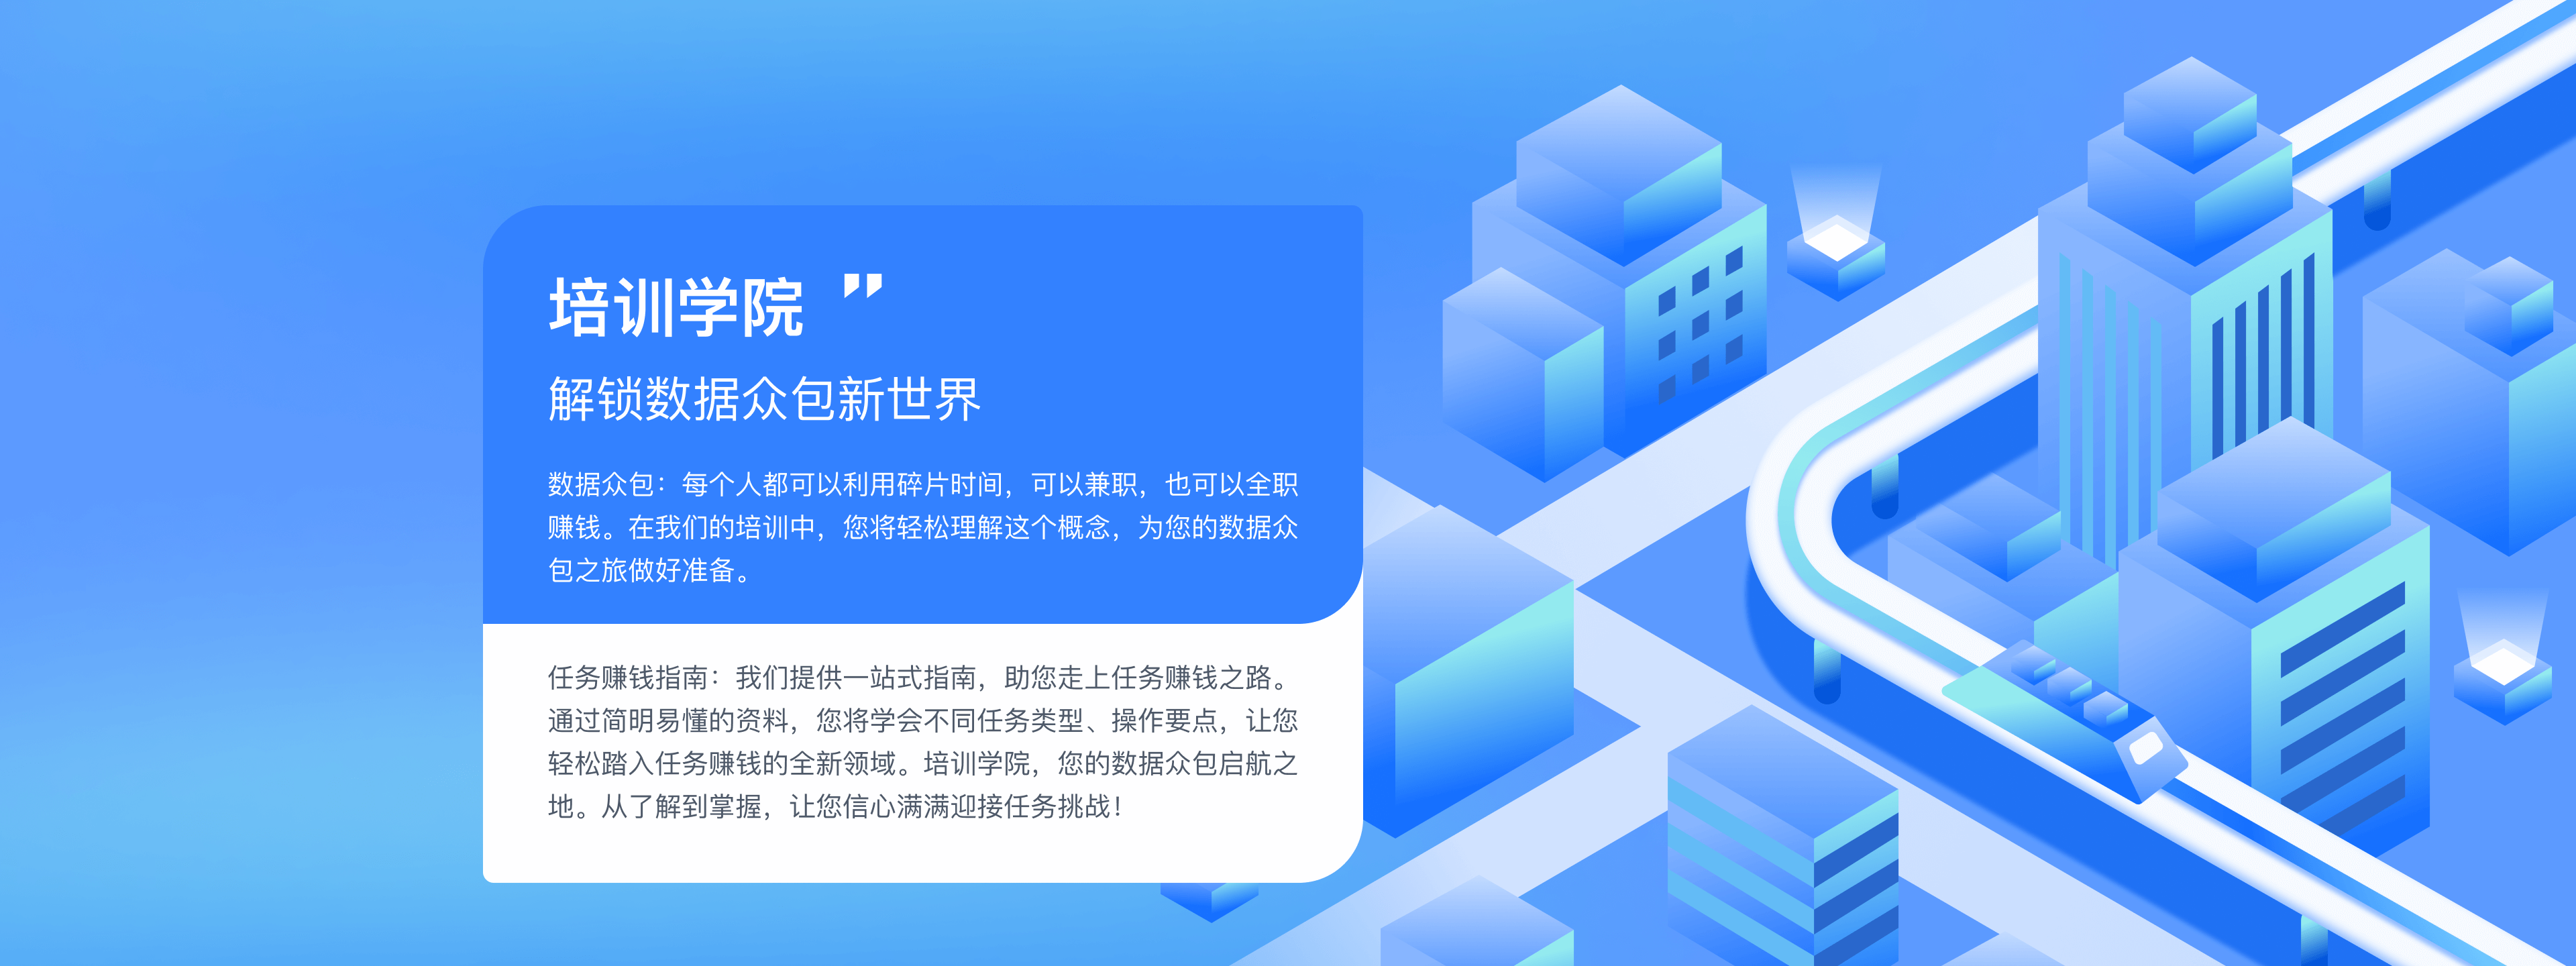 培训学院 ”
解锁数据众包新世界
数据众包：每个人都可以利用碎片时间，可以兼职，也可以全职
赚钱。在我们的培训中，您将轻松理解这个概念，为您的数据众
包之旅做好准备。
任务赚钱指南：我们提供一站式指南，助您走上任务赚钱之路。
通过简明易懂的资料，您将学会不同任务类型、操作要点，让您
轻松踏入任务赚钱的全新领域。培训学院，您的数据众包启航之
地。从了解到掌握，让您信心满满迎接任务挑战！